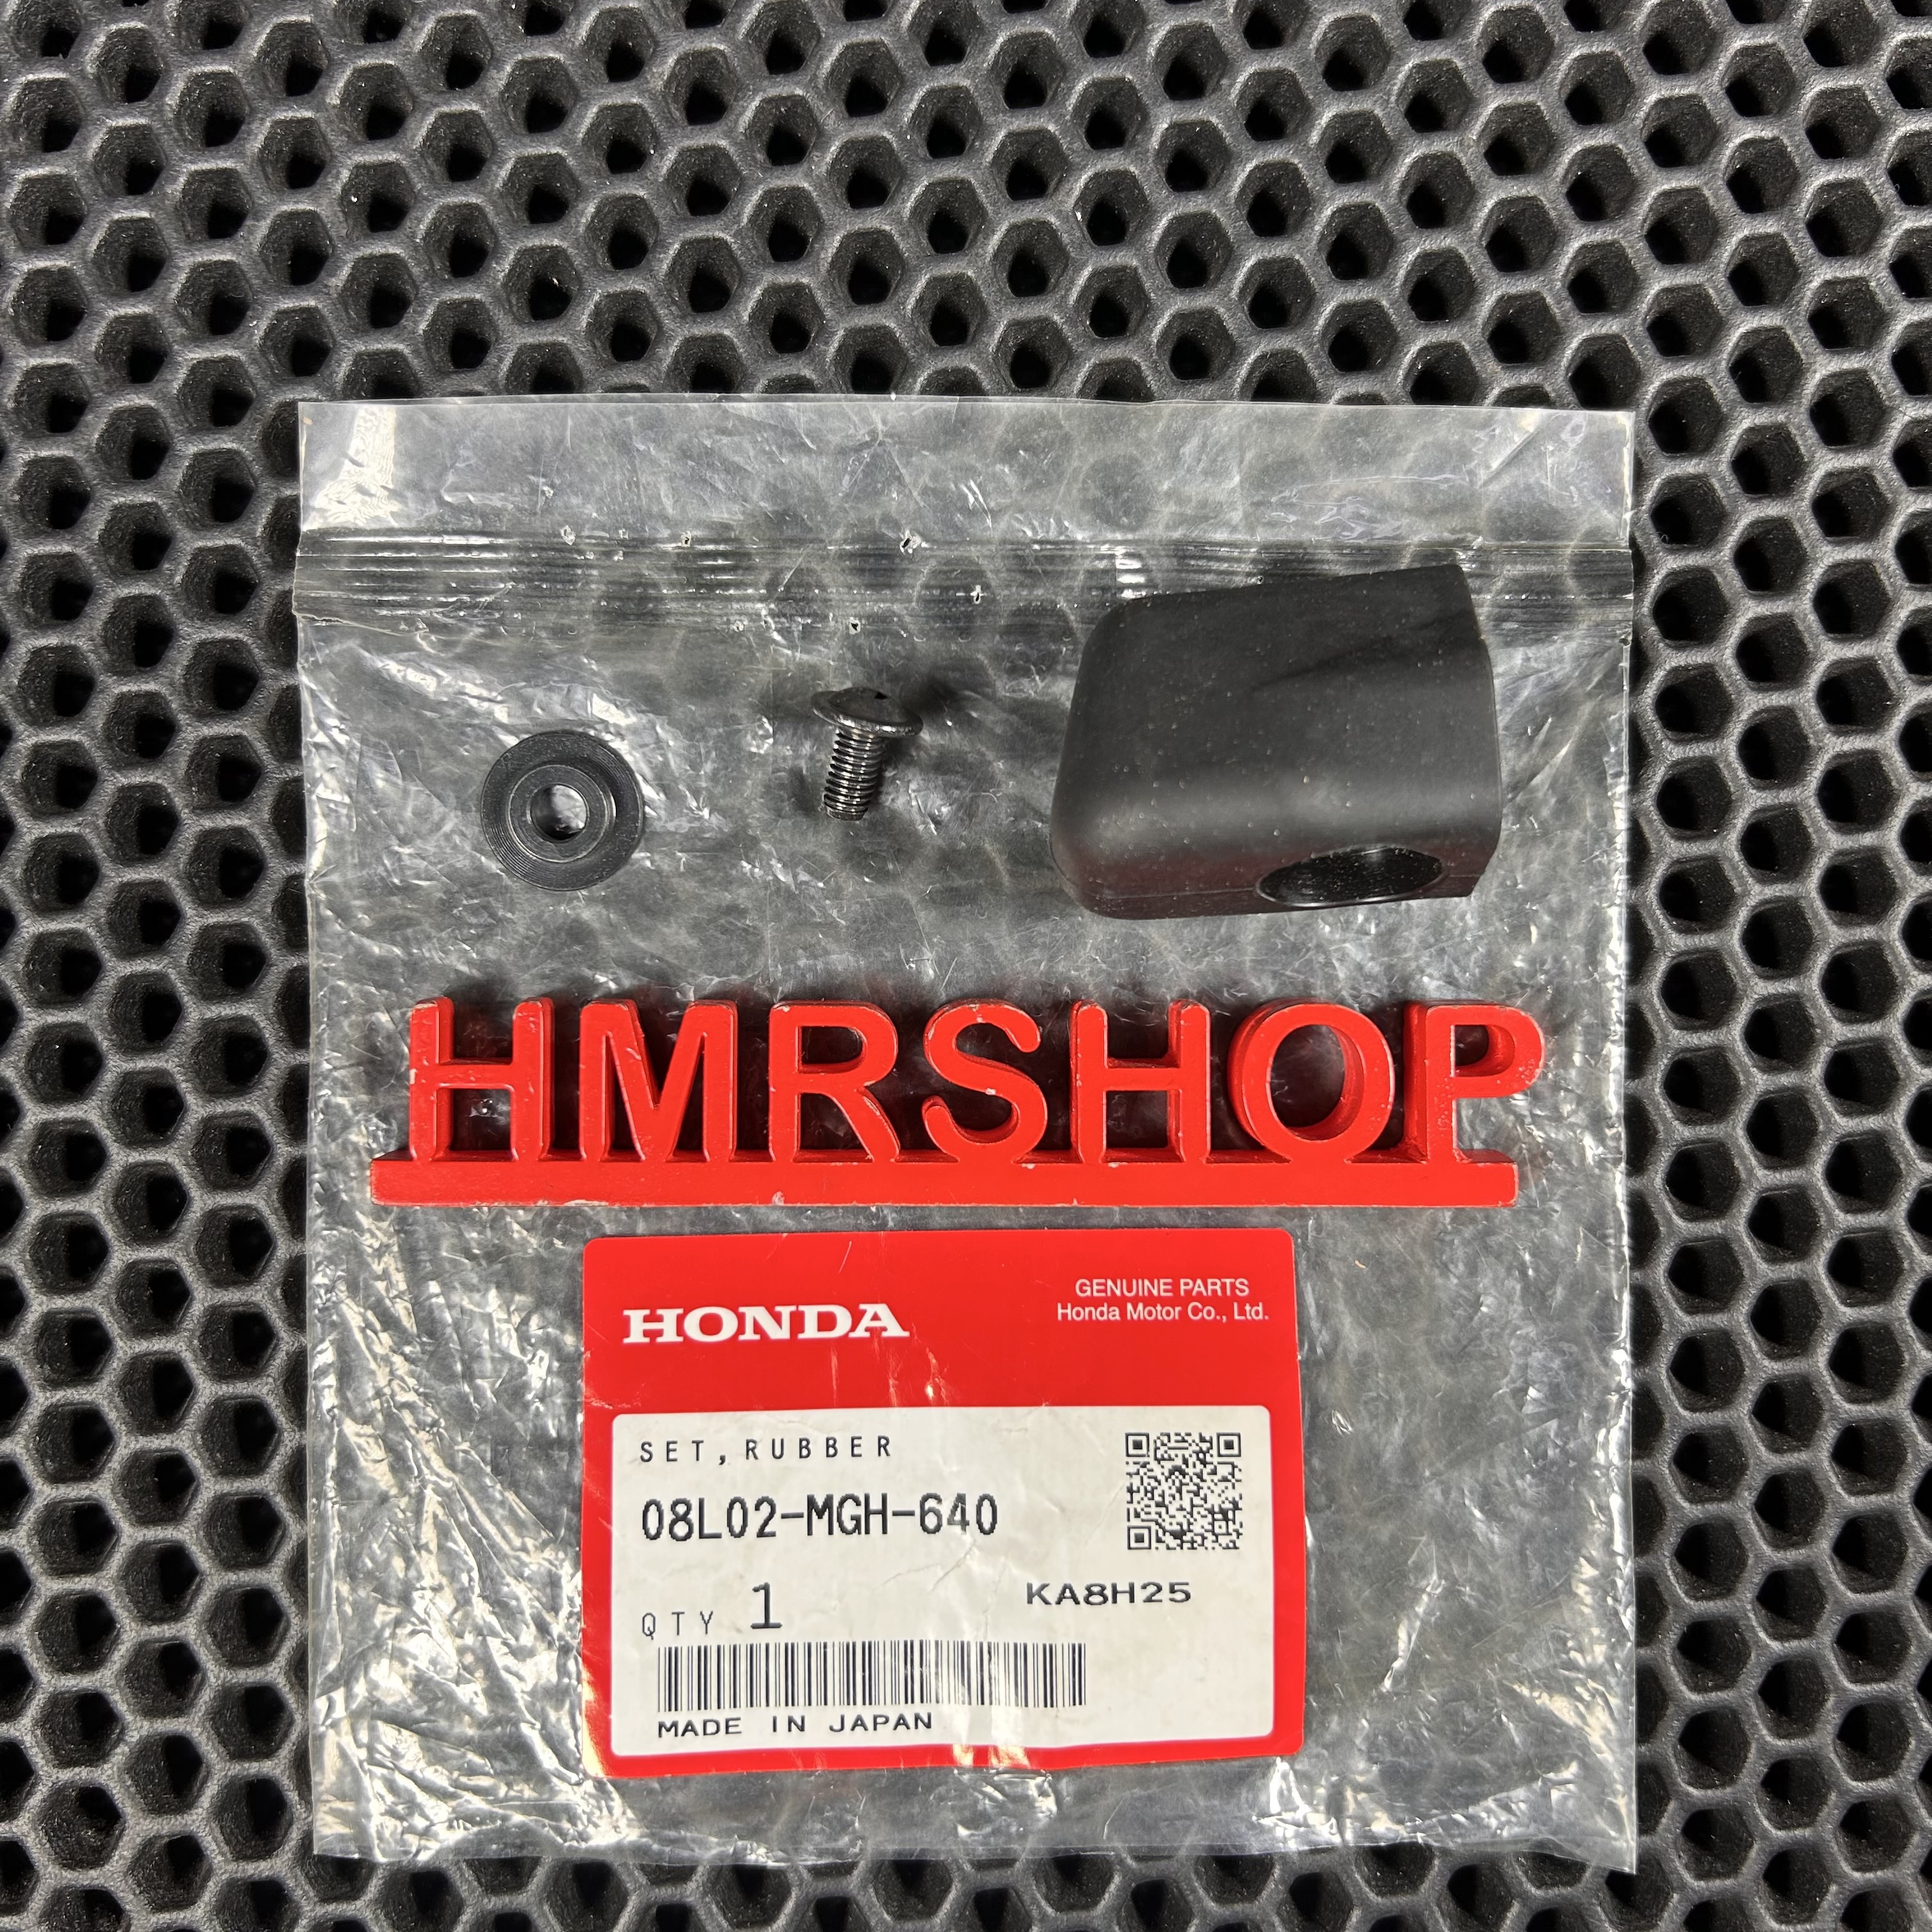 HMRSHOP
HONDA
GENUINE PARTS
Honda Motor Co., Ltd.
SET, RUBBER
08L02-MGH-640
QTY 1
KA8H25
MADE IN JAPAN